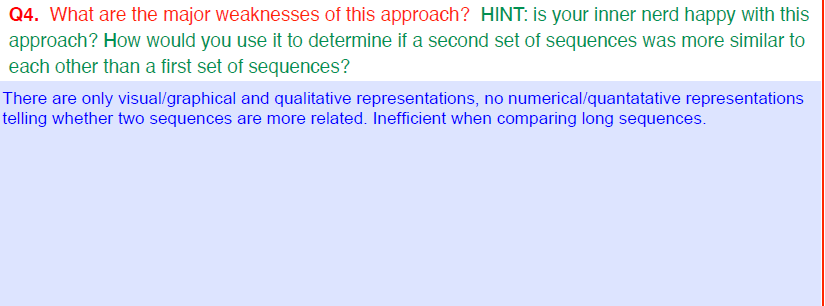 Q4. What are the major weaknesses of this approach? HINT: is your inner nerd happy with this
approach? How would you use it to determine if a second set of sequences was more similar to
each other than a first set of sequences?
There are only visual/graphical and qualitative representations, no numerical/quantatative representations
telling whether two sequences are more related. Inefficient when comparing long sequences.